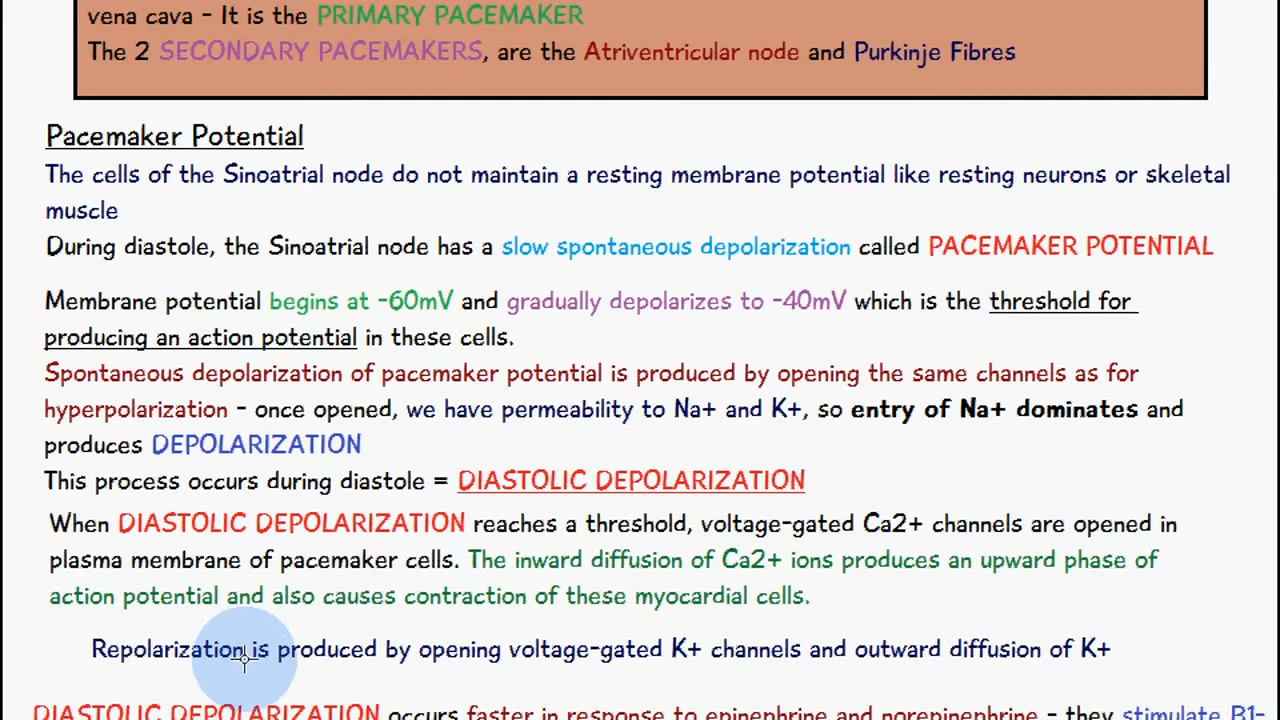 vena cava - It is the PRIMARY PACEMAKER
The 2 SECONDARY PACEMAKERS, are the Atriventricular node and Purkinje Fibres
Pacemaker Potential
The cells of the Sinoatrial node do not maintain a resting membrane potential like resting neurons or skeletal
muscle
During diastole, the Sinoatrial node has a slow spontaneous depolarization called PACEMAKER POTENTIAL
Membrane potential begins at -60mV and gradually depolarizes to -40mV which is the threshold for
producing an action potential in these cells.
Spontaneous depolarization of pacemaker potential is produced by opening the same channels as for
hyperpolarization - once opened, we have permeability to Na+ and K+, so entry of Na+ dominates and
produces DEPOLARIZATION
This process occurs during diastole = DIASTOLIC DEPOLARIZATION
When DIASTOLIC DEPOLARIZATION reaches a threshold, voltage-gated Ca2+ channels are opened in
plasma membrane of pacemaker cells. The inward diffusion of Ca2+ ions produces an upward phase of
action potential and also causes contraction of these myocardial cells.
Repolarization is produced by opening voltage-gated K+ channels and outward diffusion of K+
DIASTOLIC DEPOLARIZATION occurs faster in response to epinephrine and norepinephrine - they stimulate B1-